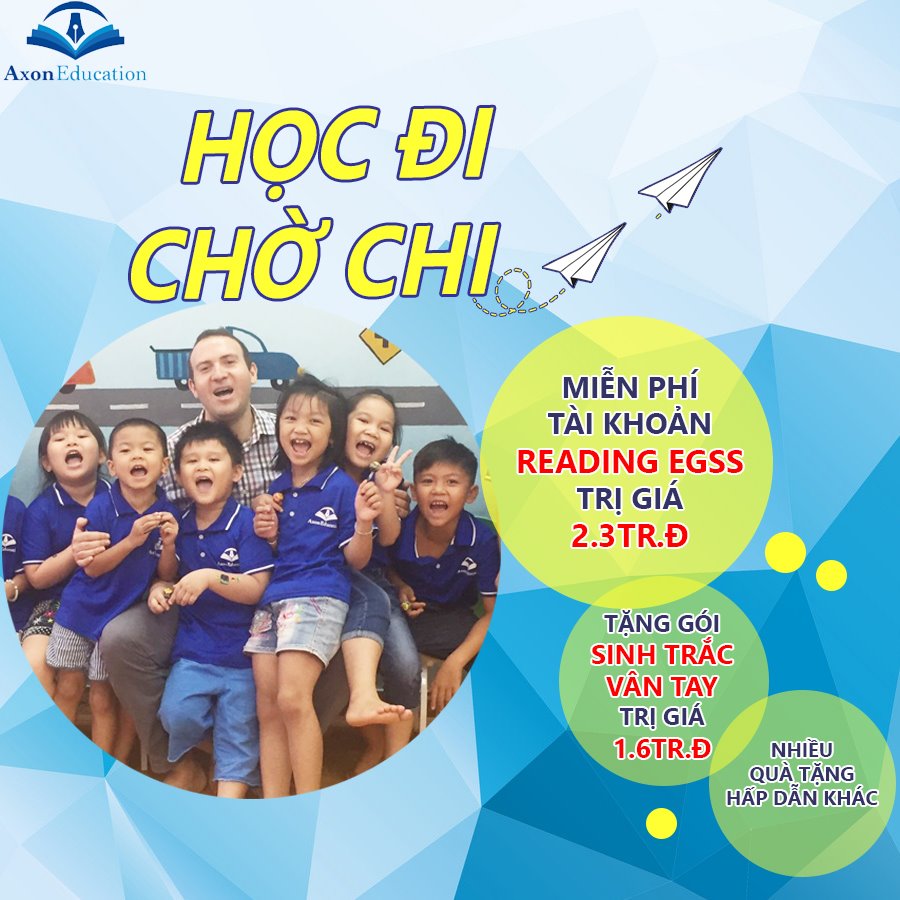 AxonEducation
HỌC ĐI
CHỜ CHI
MIỄN PHÍ
TÀI KHOẢN
READING EGSS
TRỊ GIÁ
2.3TR.Đ
TẶNG GÓI
SINH TRẮC
VÂN TAY
TRỊ GIÁ
1.6TR.Đ
NHIỀU
QUÀ TẶNG
HẤP DẪN KHÁC